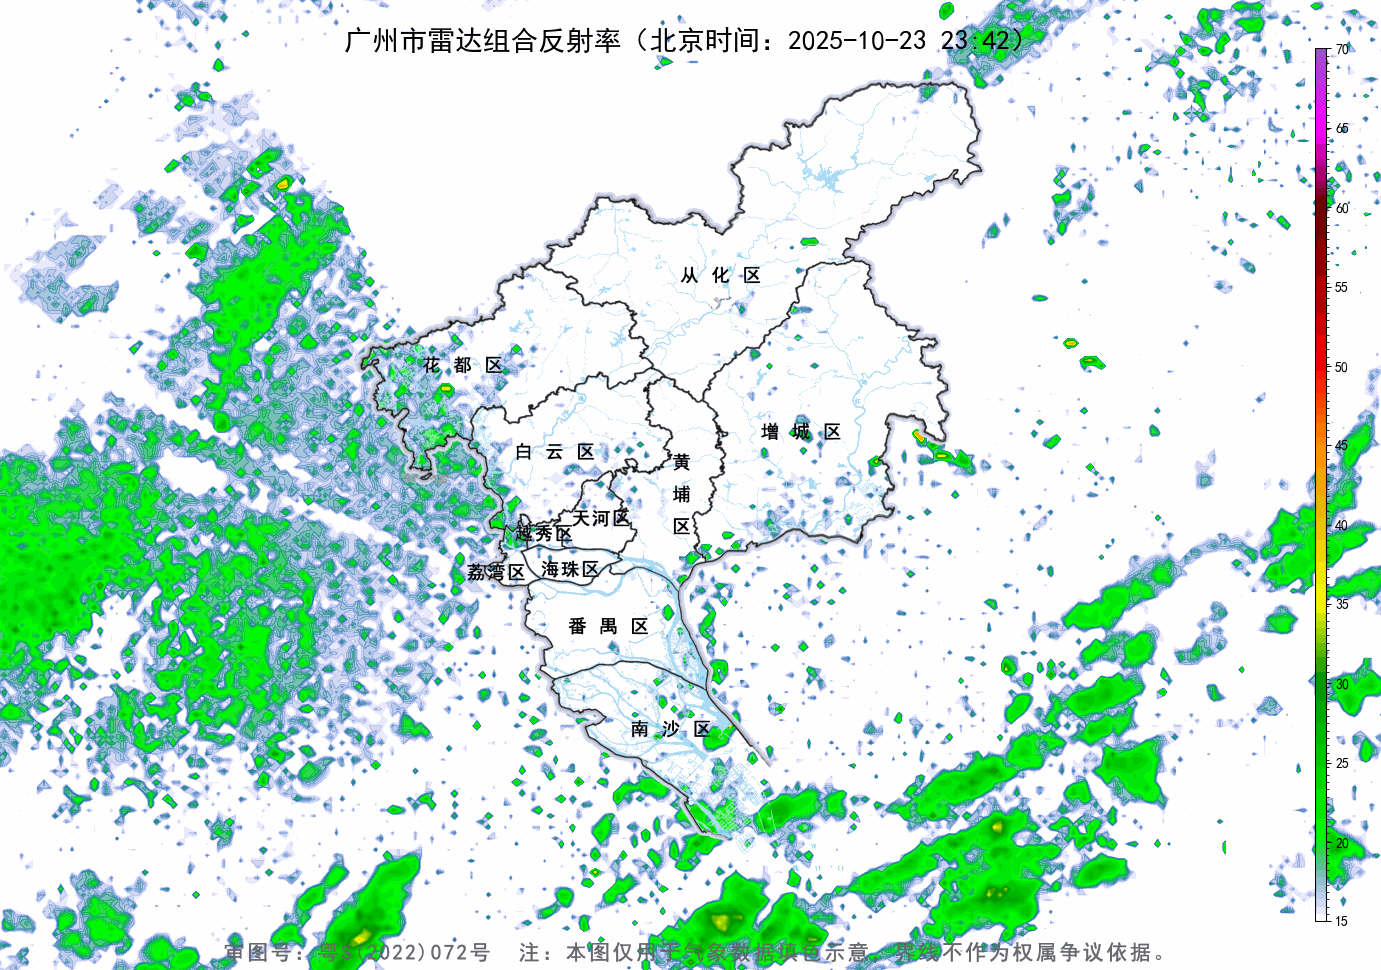 广州市雷达组合反射率（北京时间：2025-10-23 23:42）
70
65
60
55
50
45
40
35
30
25
20
15
从化区
花都区
增城区
白云区
黄埔区
天河区
越秀区
荔湾区
海珠区
番禺区
南沙区
审图号：粤S(2022)072号 注：本图仅用于气象数据填色示意，界线不作为权属争议依据。